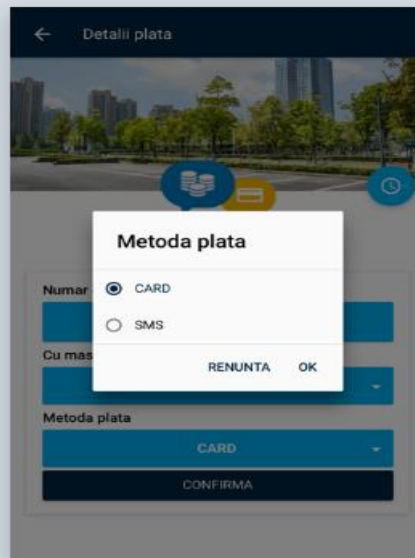 Detalii plata
Metoda plata
Numar
CARD
SMS
Cu mas
RENUNTA OK
Metoda plata
CARD
CONFIRMA